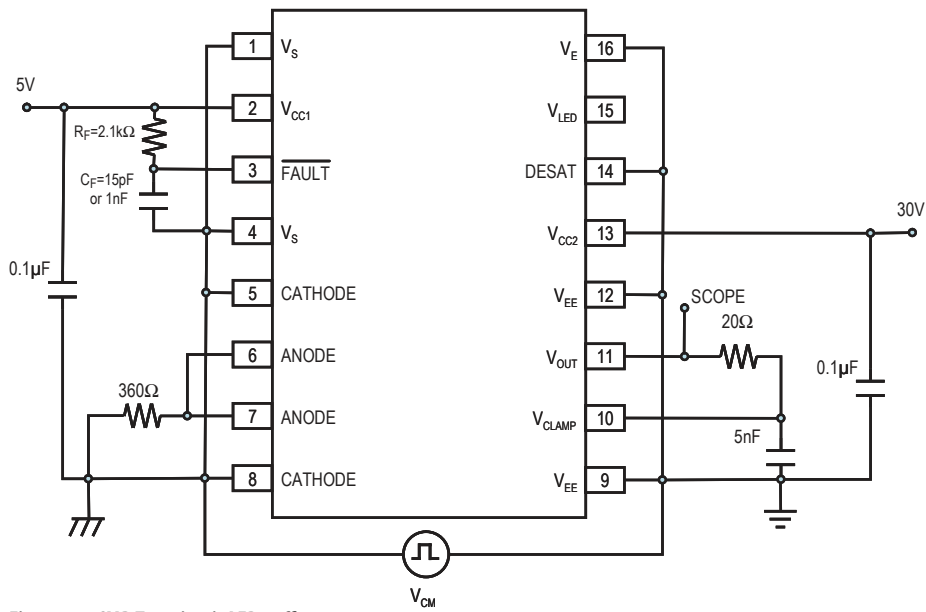 1 V_S
V_E 16
5V
2 V_CC1
V_LED 15
R_F=2.1kΩ
3 FAULT
DESAT 14
C_F=15pF
or 1nF
4 V_S
V_CC2 13
30V
0.1µF
5 CATHODE
V_EE 12
SCOPE
20Ω
6 ANODE
V_OUT 11
0.1µF
360Ω
7 ANODE
V_CLAMP 10
5nF
8 CATHODE
V_EE 9
V_CM